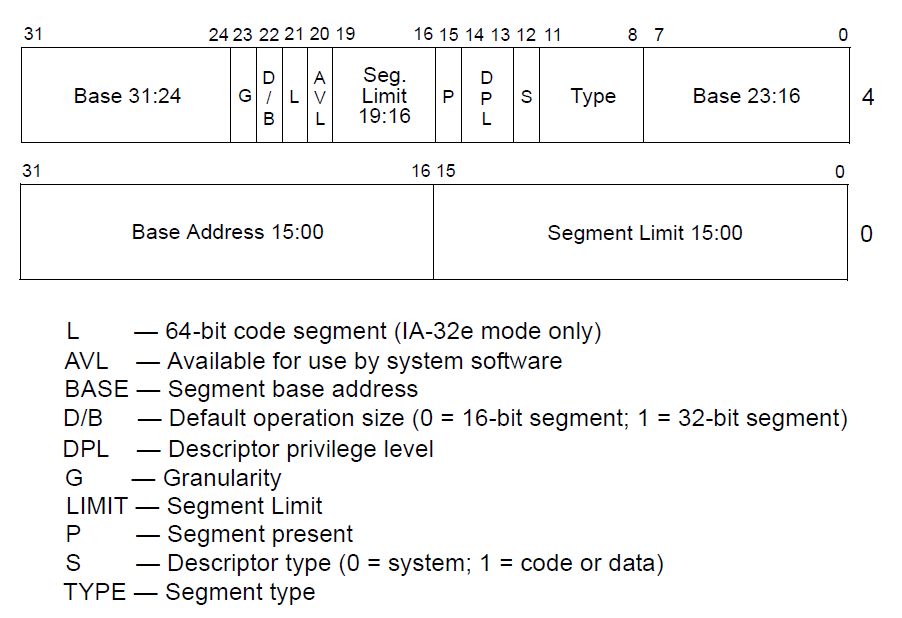 31 24 23 22 21 20 19 16 15 14 13 12 11 8 7 0
Base 31:24 G D/B L AVL Seg. Limit 19:16 P DPL S Type Base 23:16 4
31 16 15 0
Base Address 15:00 Segment Limit 15:00 0
L — 64-bit code segment (IA-32e mode only)
AVL — Available for use by system software
BASE — Segment base address
D/B — Default operation size (0 = 16-bit segment; 1 = 32-bit segment)
DPL — Descriptor privilege level
G — Granularity
LIMIT — Segment Limit
P — Segment present
S — Descriptor type (0 = system; 1 = code or data)
TYPE — Segment type